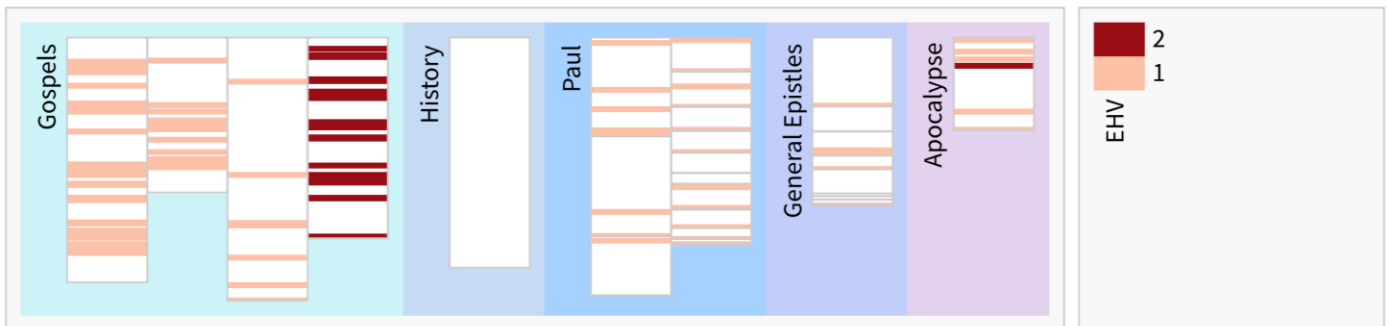 Gospels
History
Paul
General Epistles
Apocalypse
2
1
EHV